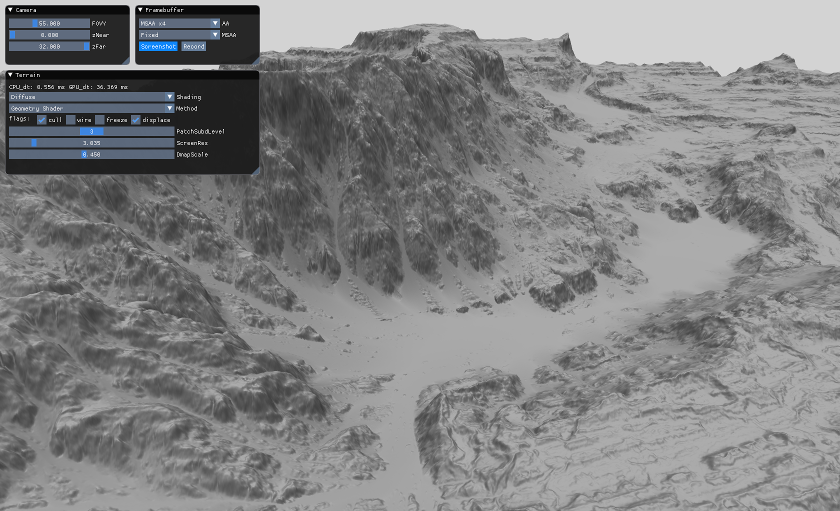 Camera
55.000 FOVY
0.000 zNear
32.000 zFar
Framebuffer
MSAA x4 AA
Fixed MSAA
Screenshot Record
Terrain
CPU_dt: 0.556 ms GPU_dt: 36.369 ms
Diffuse Shading
Geometry Shader Method
flags: cull wire freeze displace
3 PatchSubdLevel
3.035 ScreenRes
0.450 DmapScale